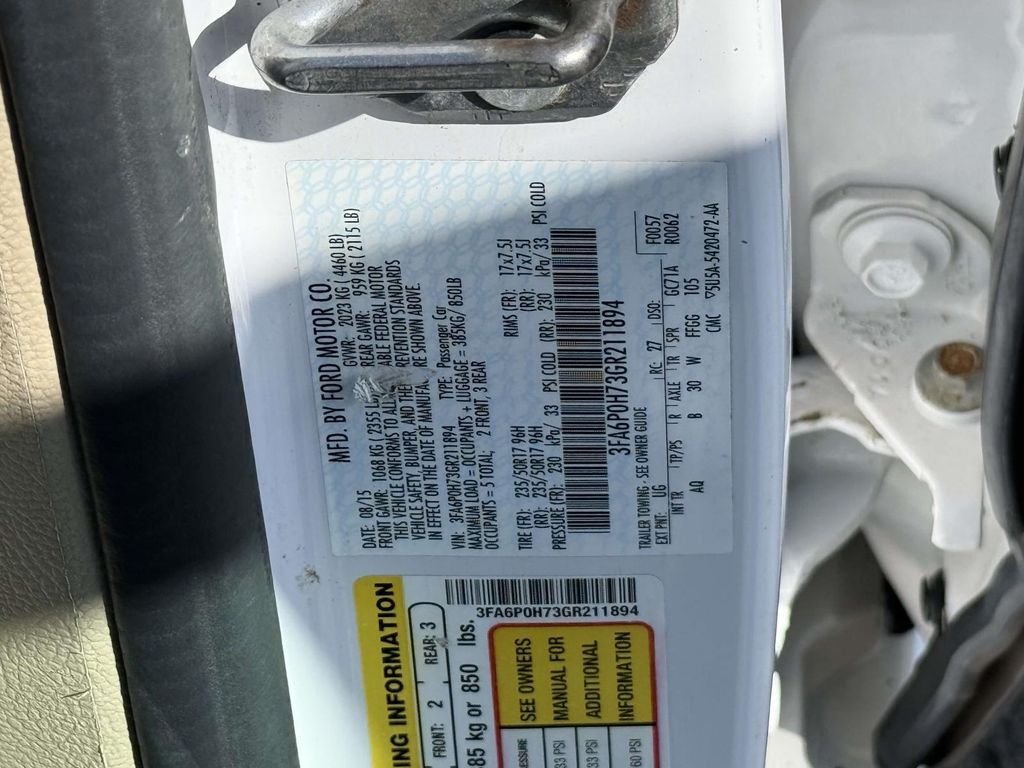 MFD. BY FORD MOTOR CO.
DATE: 08/15 GVWR: 2023 KG ( 4460 LB)
FRONT GAWR: 1068 KG ( 2355 L REAR GAWR: 959 KG ( 2115 LB)
THIS VEHICLE CONFORMS TO ALL ABLE FEDERAL MOTOR
VEHICLE SAFETY, BUMPER, AND THE REVENTION STANDARDS
IN EFFECT ON THE DATE OF MANUFAC RE SHOWN ABOVE
VIN: 3FA6P0H73GR211894 TYPE: Passenger Car
MAXIMUM LOAD = OCCUPANTS + LUGGAGE = 385KG/ 850LB
OCCUPANTS = 5 TOTAL, 2 FRONT, 3 REAR
TIRE (FR): 235/50R17 96H RIMS (FR): 17x7.5J
(RR): 235/50R17 96H (RR): 17x7.5J
PRESSURE (FR): 230 kPa/ 33 PSI COLD (RR): 230 kPa/ 33 PSI COLD
3FA6P0H73GR211894
TRAILER TOWING - SEE OWNER GUIDE F0057
EXT PNT: UG RC: 27 DSO: R0062
INT TR TP/PS R AXLE TR SPR GC71A
AQ B 30 W FFGG 105
CMC ▽5U5A-5420472-AA
ING INFORMATION
FRONT: 2 REAR: 3
85 kg or 850 lbs.
3FA6P0H73GR211894
RESSURE SEE OWNERS
33 PSI MANUAL FOR
33 PSI ADDITIONAL
60 PSI INFORMATION